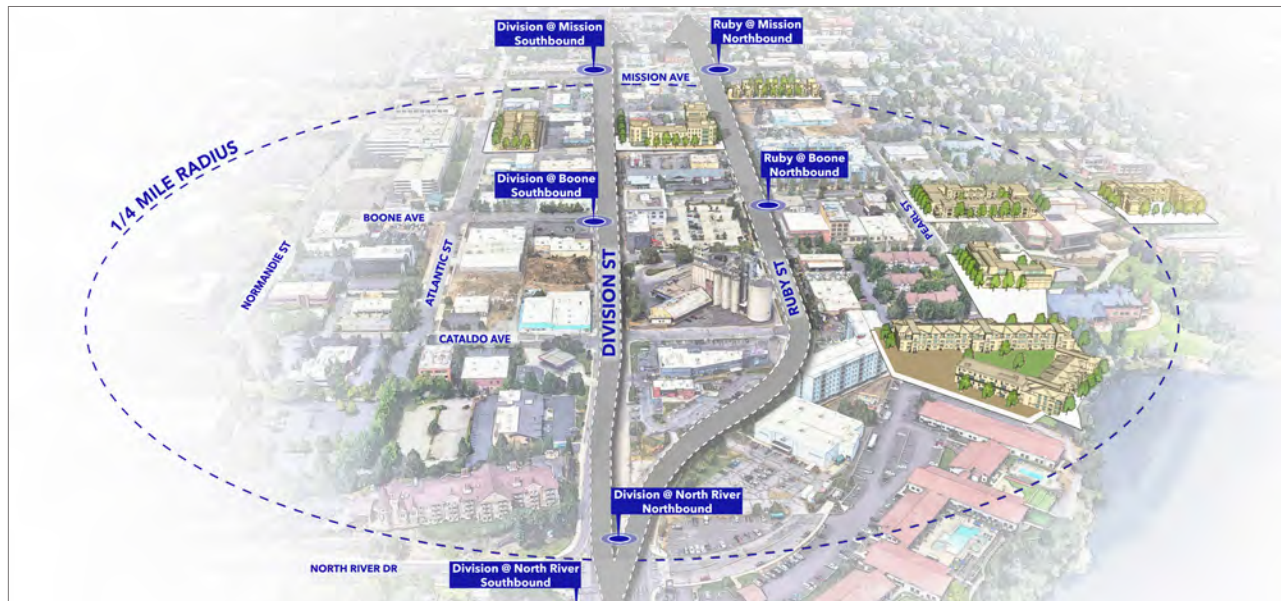 Division @ Mission
Southbound
Ruby @ Mission
Northbound
MISSION AVE
1/4 MILE RADIUS
Division @ Boone
Southbound
Ruby @ Boone
Northbound
BOONE AVE
PEARL ST
NORMANDIE ST
ATLANTIC ST
DIVISION ST
RUBY ST
CATALDO AVE
Division @ North River
Northbound
NORTH RIVER DR
Division @ North River
Southbound